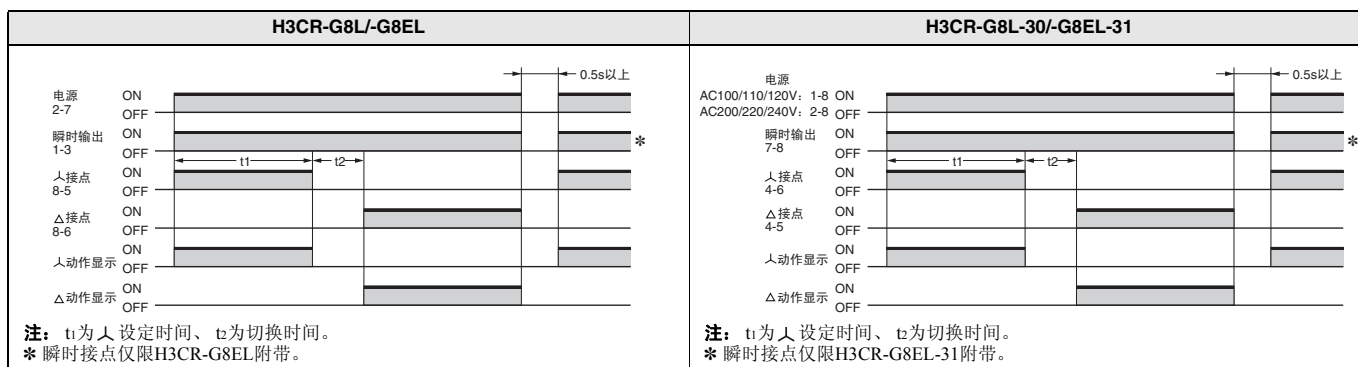 H3CR-G8L/-G8EL
0.5s以上
电源 ON
2-7 OFF
瞬时输出 ON
1-3 OFF
*
t1 t2
人接点 ON
8-5 OFF
△接点 ON
8-6 OFF
人动作显示 ON
OFF
△动作显示 ON
OFF
注： t1为人设定时间、 t2为切换时间。
* 瞬时接点仅限H3CR-G8EL附带。
H3CR-G8L-30/-G8EL-31
0.5s以上
电源
AC100/110/120V：1-8 ON
AC200/220/240V：2-8 OFF
瞬时输出 ON
7-8 OFF
*
t1 t2
人接点 ON
4-6 OFF
△接点 ON
4-5 OFF
人动作显示 ON
OFF
△动作显示 ON
OFF
注： t1为人设定时间、 t2为切换时间。
* 瞬时接点仅限H3CR-G8EL-31附带。